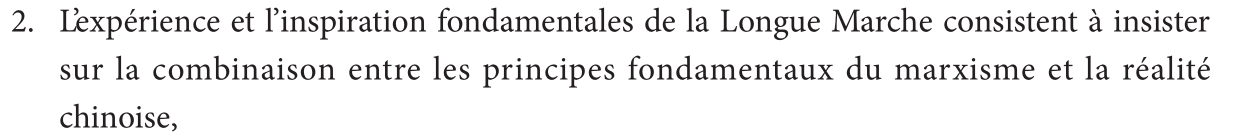 2. L’expérience et l’inspiration fondamentales de la Longue Marche consistent à insister
sur la combinaison entre les principes fondamentaux du marxisme et la réalité
chinoise,